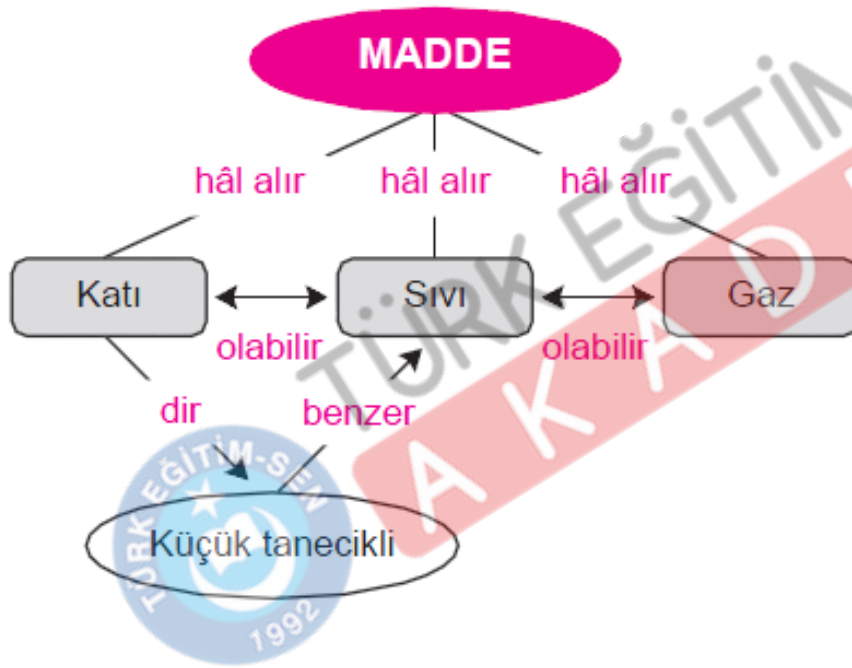 MADDE
hâl alır hâl alır hâl alır
Katı Sıvı Gaz
olabilir olabilir
dir benzer
Küçük tanecikli
TÜRK EĞİTİM
AKAD
TÜRK EĞİTİM-SEN
1992